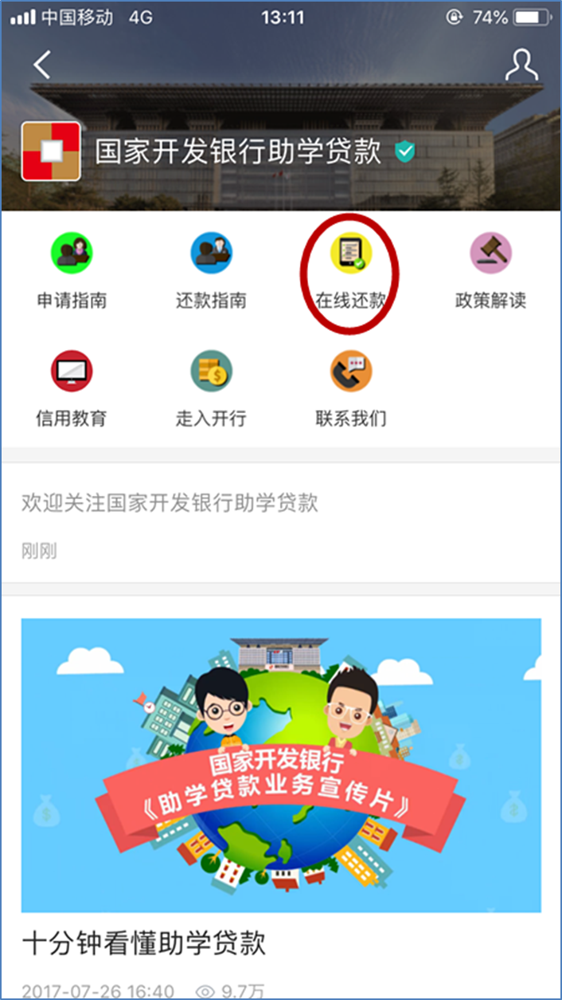 中国移动 4G 13:11 74%
国家开发银行助学贷款
申请指南 还款指南 在线还款 政策解读
信用教育 走入开行 联系我们
欢迎关注国家开发银行助学贷款
刚刚
国家开发银行
《助学贷款业务宣传片》
十分钟看懂助学贷款
2017-07-26 16:40 9.7万